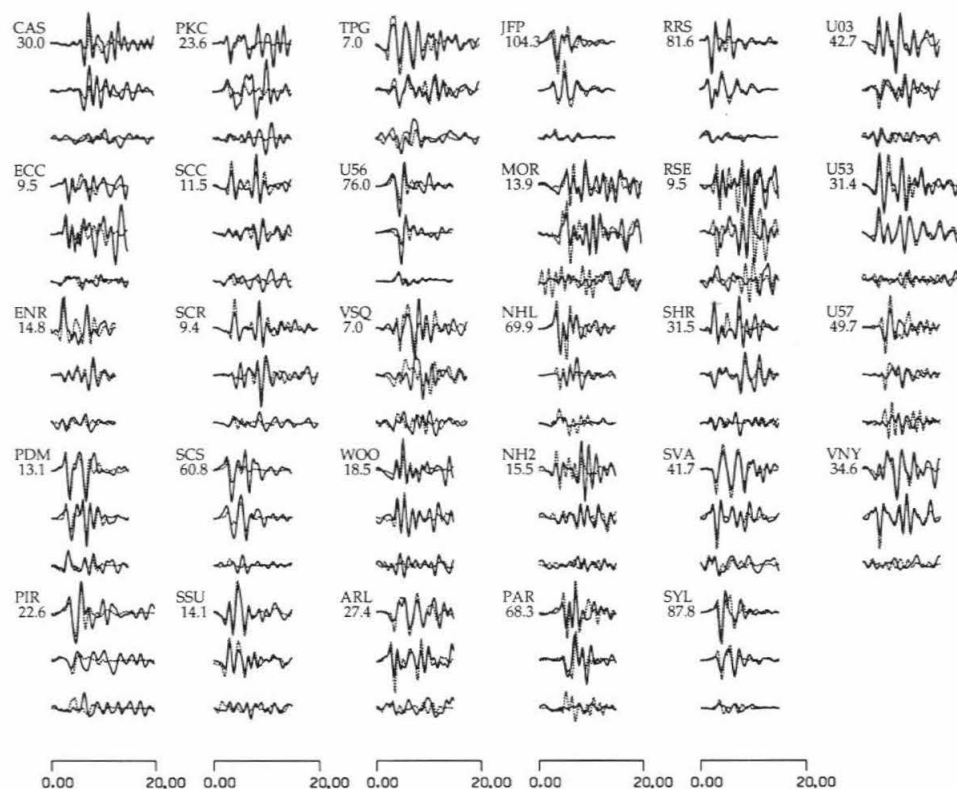 CAS PKC TPG JFP RRS U03
30.0 23.6 7.0 104.3 81.6 42.7
ECC SCC U56 MOR RSE U53
9.5 11.5 76.0 13.9 9.5 31.4
ENR SCR VSQ NHL SHR U57
14.8 9.4 7.0 69.9 31.5 49.7
PDM SCS WOO NH2 SVA VNY
13.1 60.8 18.5 15.5 41.7 34.6
PIR SSU ARL PAR SYL
22.6 14.1 27.4 68.3 87.8
0.00 20.00 0.00 20.00 0.00 20.00 0.00 20.00 0.00 20.00